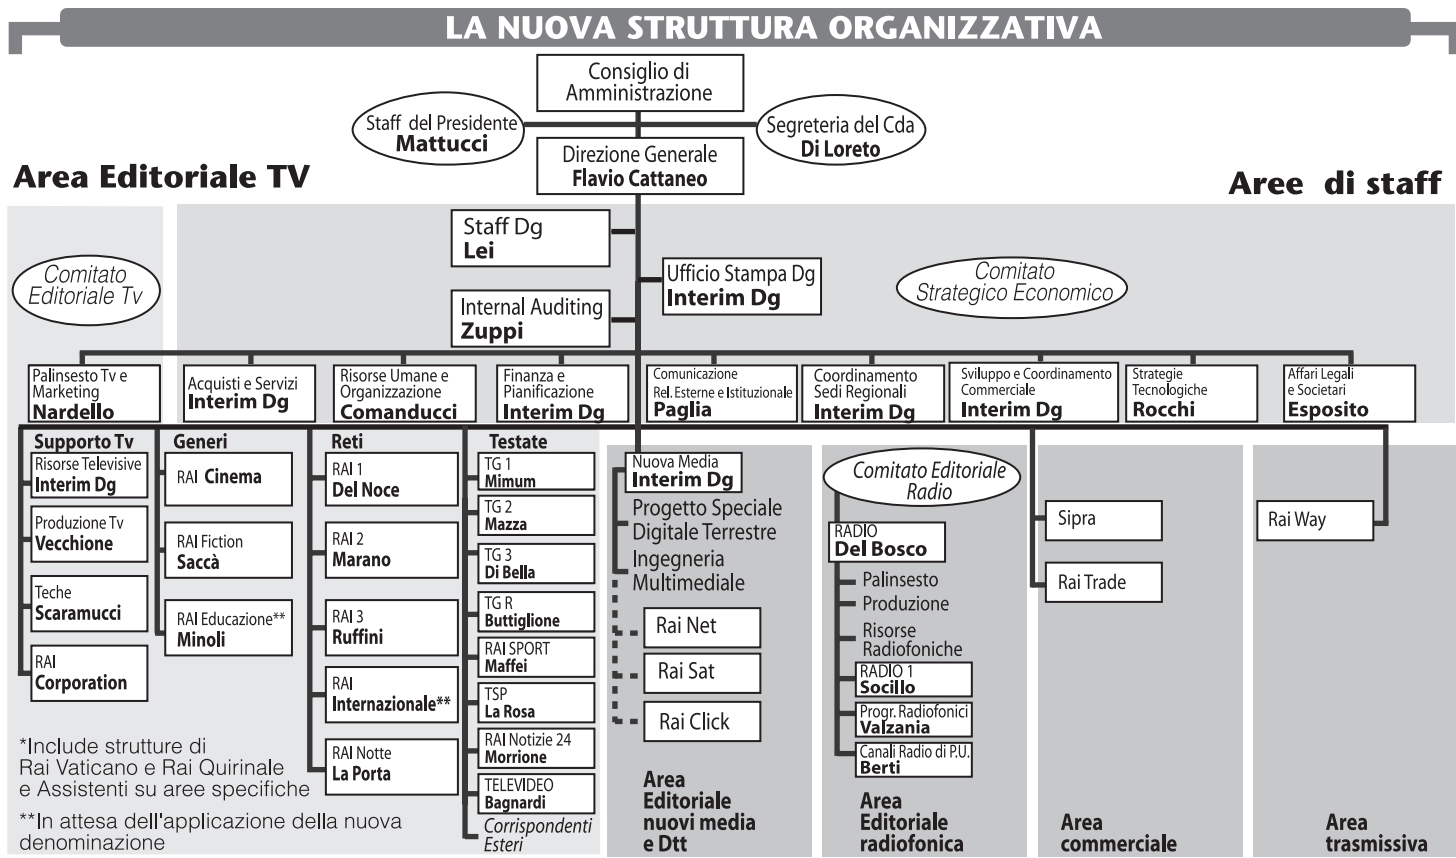 LA NUOVA STRUTTURA ORGANIZZATIVA
Consiglio di
Amministrazione
Staff del Presidente
Mattucci
Segreteria del Cda
Di Loreto
Direzione Generale
Flavio Cattaneo
Area Editoriale TV
Aree di staff
Staff Dg
Lei
Comitato
Editoriale Tv
Ufficio Stampa Dg
Interim Dg
Comitato
Strategico Economico
Internal Auditing
Zuppi
Palinsesto Tv e
Marketing
Nardello
Acquisti e Servizi
Interim Dg
Risorse Umane e
Organizzazione
Comanducci
Finanza e
Pianificazione
Interim Dg
Comunicazione
Rel. Esterne e Istituzionale
Paglia
Coordinamento
Sedi Regionali
Interim Dg
Sviluppo e Coordinamento
Commerciale
Interim Dg
Strategie
Tecnologiche
Rocchi
Affari Legali
e Societari
Esposito
Supporto Tv
Risorse Televisive
Interim Dg
Produzione Tv
Vecchione
Teche
Scaramucci
RAI
Corporation
Generi
RAI Cinema
RAI Fiction
Saccà
RAI Educazione**
Minoli
Reti
RAI 1
Del Noce
RAI 2
Marano
RAI 3
Ruffini
RAI
Internazionale**
RAI Notte
La Porta
Testate
TG 1
Mimum
TG 2
Mazza
TG 3
Di Bella
TG R
Buttiglione
RAI SPORT
Maffei
TSP
La Rosa
RAI Notizie 24
Morrione
TELEVIDEO
Bagnardi
Corrispondenti
Esteri
*Include strutture di
Rai Vaticano e Rai Quirinale
e Assistenti su aree specifiche
**In attesa dell'applicazione della nuova
denominazione
Nuova Media
Interim Dg
Progetto Speciale
Digitale Terrestre
Ingegneria
Multimediale
Rai Net
Rai Sat
Rai Click
Area
Editoriale
nuovi media
e Dtt
Comitato Editoriale
Radio
RADIO
Del Bosco
Palinsesto
Produzione
Risorse
Radiofoniche
RADIO 1
Socillo
Progr. Radiofonici
Valzania
Canali Radio di P.U.
Berti
Area
Editoriale
radiofonica
Sipra
Rai Trade
Area
commerciale
Rai Way
Area
trasmissiva